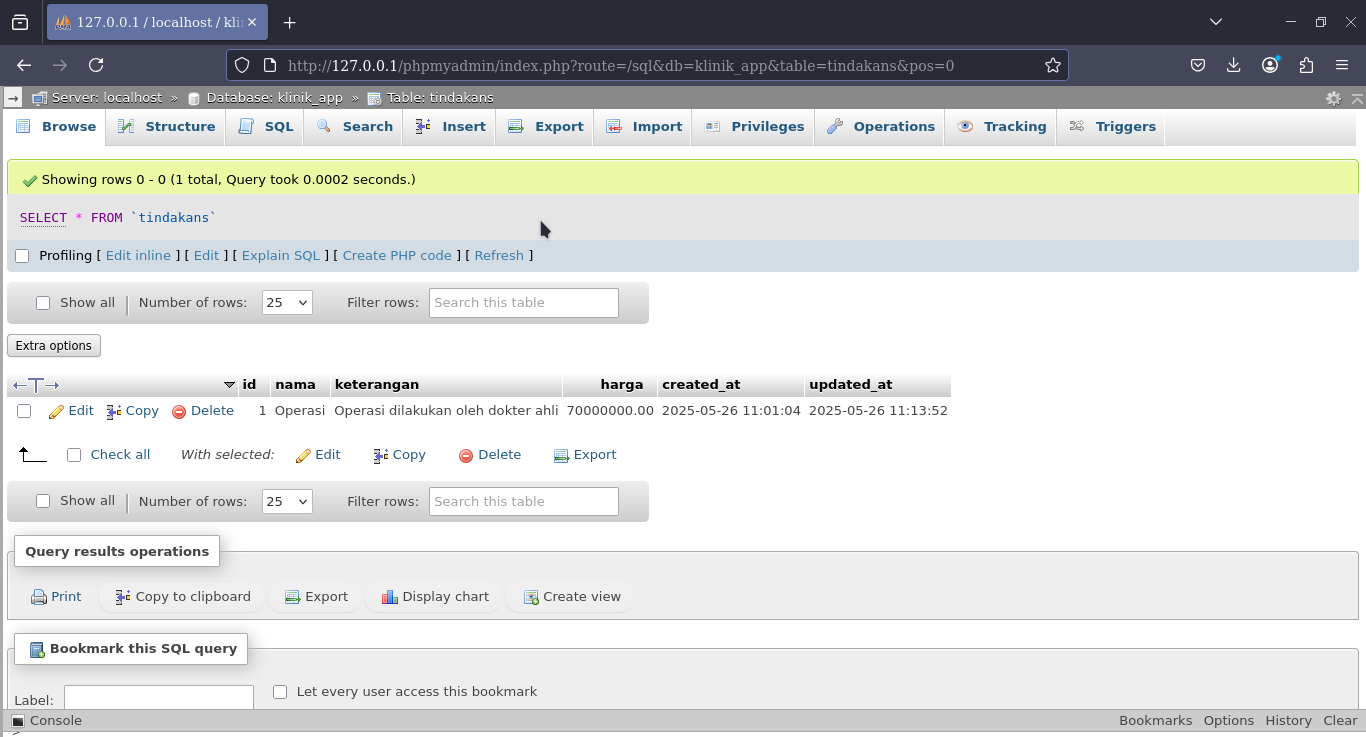 127.0.0.1 / localhost / kli
http://127.0.0.1/phpmyadmin/index.php?route=/sql&db=klinik_app&table=tindakans&pos=0
Server: localhost » Database: klinik_app » Table: tindakans
Browse Structure SQL Search Insert Export Import Privileges Operations Tracking Triggers
Showing rows 0 - 0 (1 total, Query took 0.0002 seconds.)
SELECT * FROM `tindakans`
Profiling [ Edit inline ] [ Edit ] [ Explain SQL ] [ Create PHP code ] [ Refresh ]
Show all Number of rows: 25 Filter rows: Search this table
Extra options
id nama keterangan harga created_at updated_at
Edit Copy Delete 1 Operasi Operasi dilakukan oleh dokter ahli 70000000.00 2025-05-26 11:01:04 2025-05-26 11:13:52
Check all With selected: Edit Copy Delete Export
Show all Number of rows: 25 Filter rows: Search this table
Query results operations
Print Copy to clipboard Export Display chart Create view
Bookmark this SQL query
Label: Let every user access this bookmark
Console Bookmarks Options History Clear